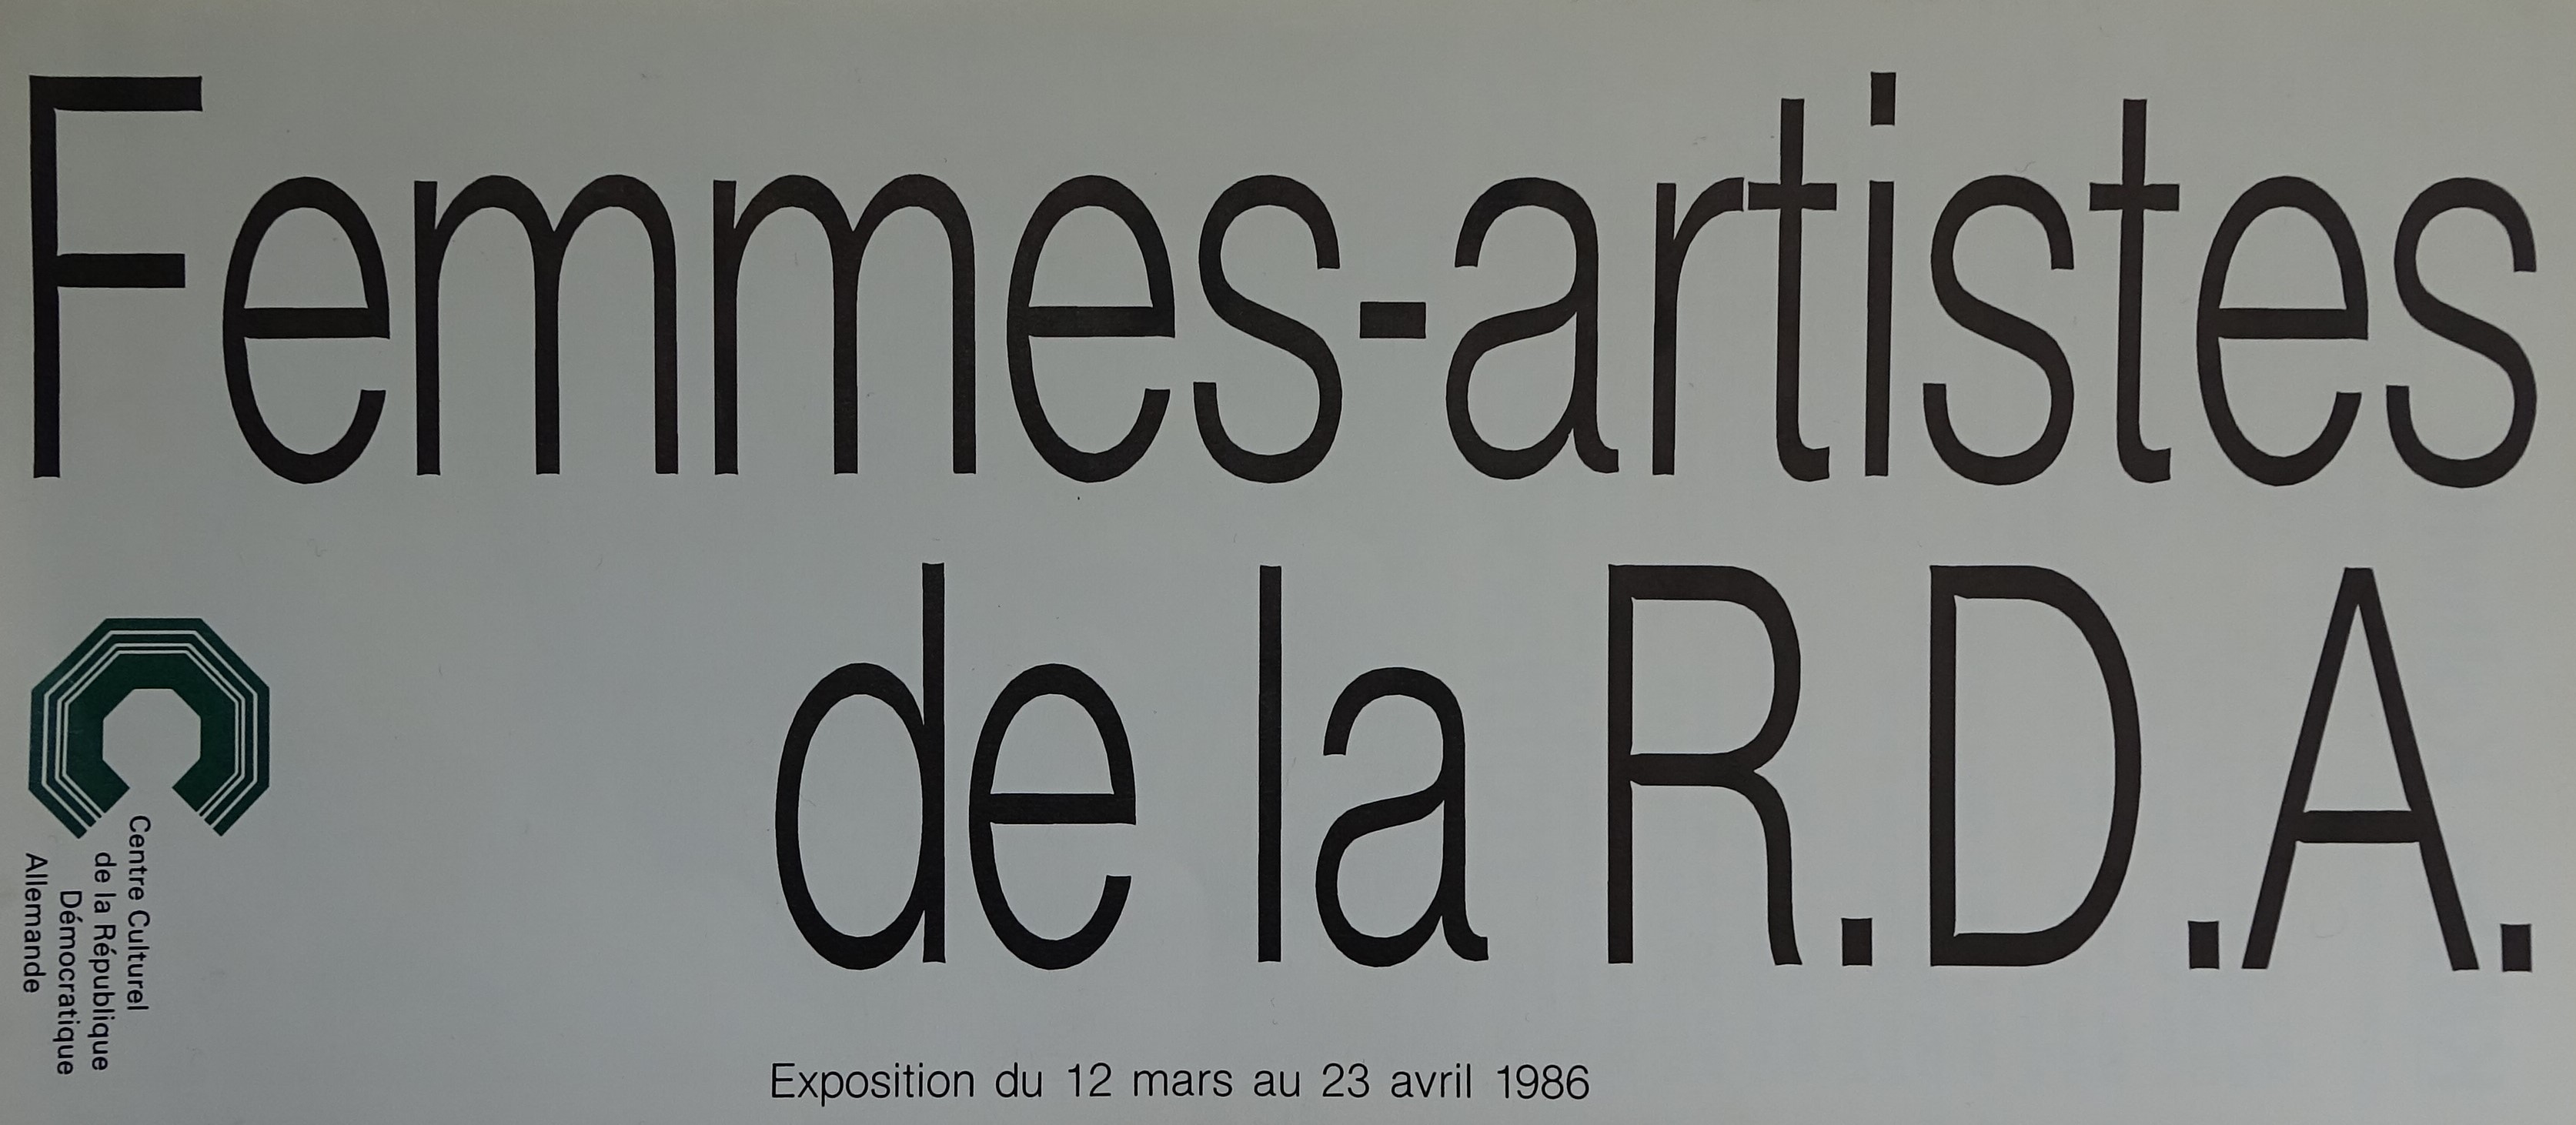 Femmes-artistes
de la R.D.A.
Centre Culturel
de la République
Démocratique
Allemande
Exposition du 12 mars au 23 avril 1986